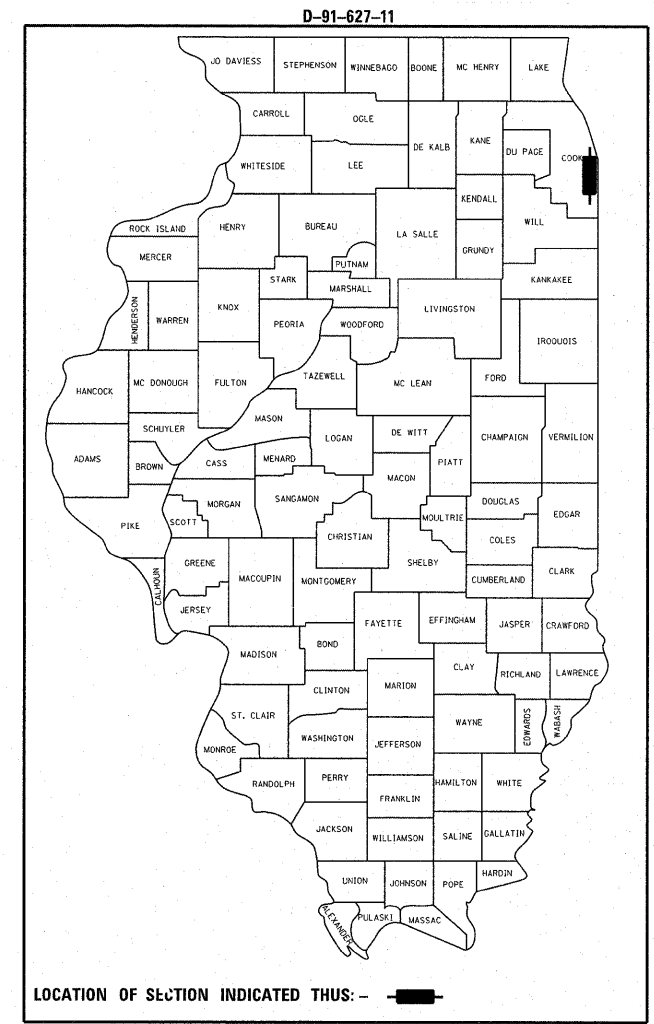 D-91-627-11
JO DAVIESS
STEPHENSON
WINNEBAGO
BOONE
MC HENRY
LAKE
CARROLL
OGLE
DE KALB
KANE
DU PAGE
COOK
WHITESIDE
LEE
KENDALL
WILL
ROCK ISLAND
HENRY
BUREAU
LA SALLE
GRUNDY
MERCER
PUTNAM
STARK
MARSHALL
KANKAKEE
HENDERSON
WARREN
KNOX
PEORIA
WOODFORD
LIVINGSTON
IROQUOIS
HANCOCK
MC DONOUGH
FULTON
TAZEWELL
MC LEAN
FORD
SCHUYLER
MASON
LOGAN
DE WITT
CHAMPAIGN
VERMILION
ADAMS
BROWN
CASS
MENARD
PIATT
MACON
MORGAN
SANGAMON
DOUGLAS
EDGAR
PIKE
SCOTT
CHRISTIAN
MOULTRIE
COLES
CALHOUN
GREENE
MACOUPIN
MONTGOMERY
SHELBY
CUMBERLAND
CLARK
JERSEY
FAYETTE
EFFINGHAM
JASPER
CRAWFORD
MADISON
BOND
CLAY
RICHLAND
LAWRENCE
CLINTON
MARION
ST. CLAIR
WAYNE
EDWARDS
WABASH
MONROE
WASHINGTON
JEFFERSON
RANDOLPH
PERRY
HAMILTON
WHITE
FRANKLIN
JACKSON
WILLIAMSON
SALINE
GALLATIN
UNION
JOHNSON
POPE
HARDIN
ALEXANDER
PULASKI
MASSAC
LOCATION OF SECTION INDICATED THUS: -